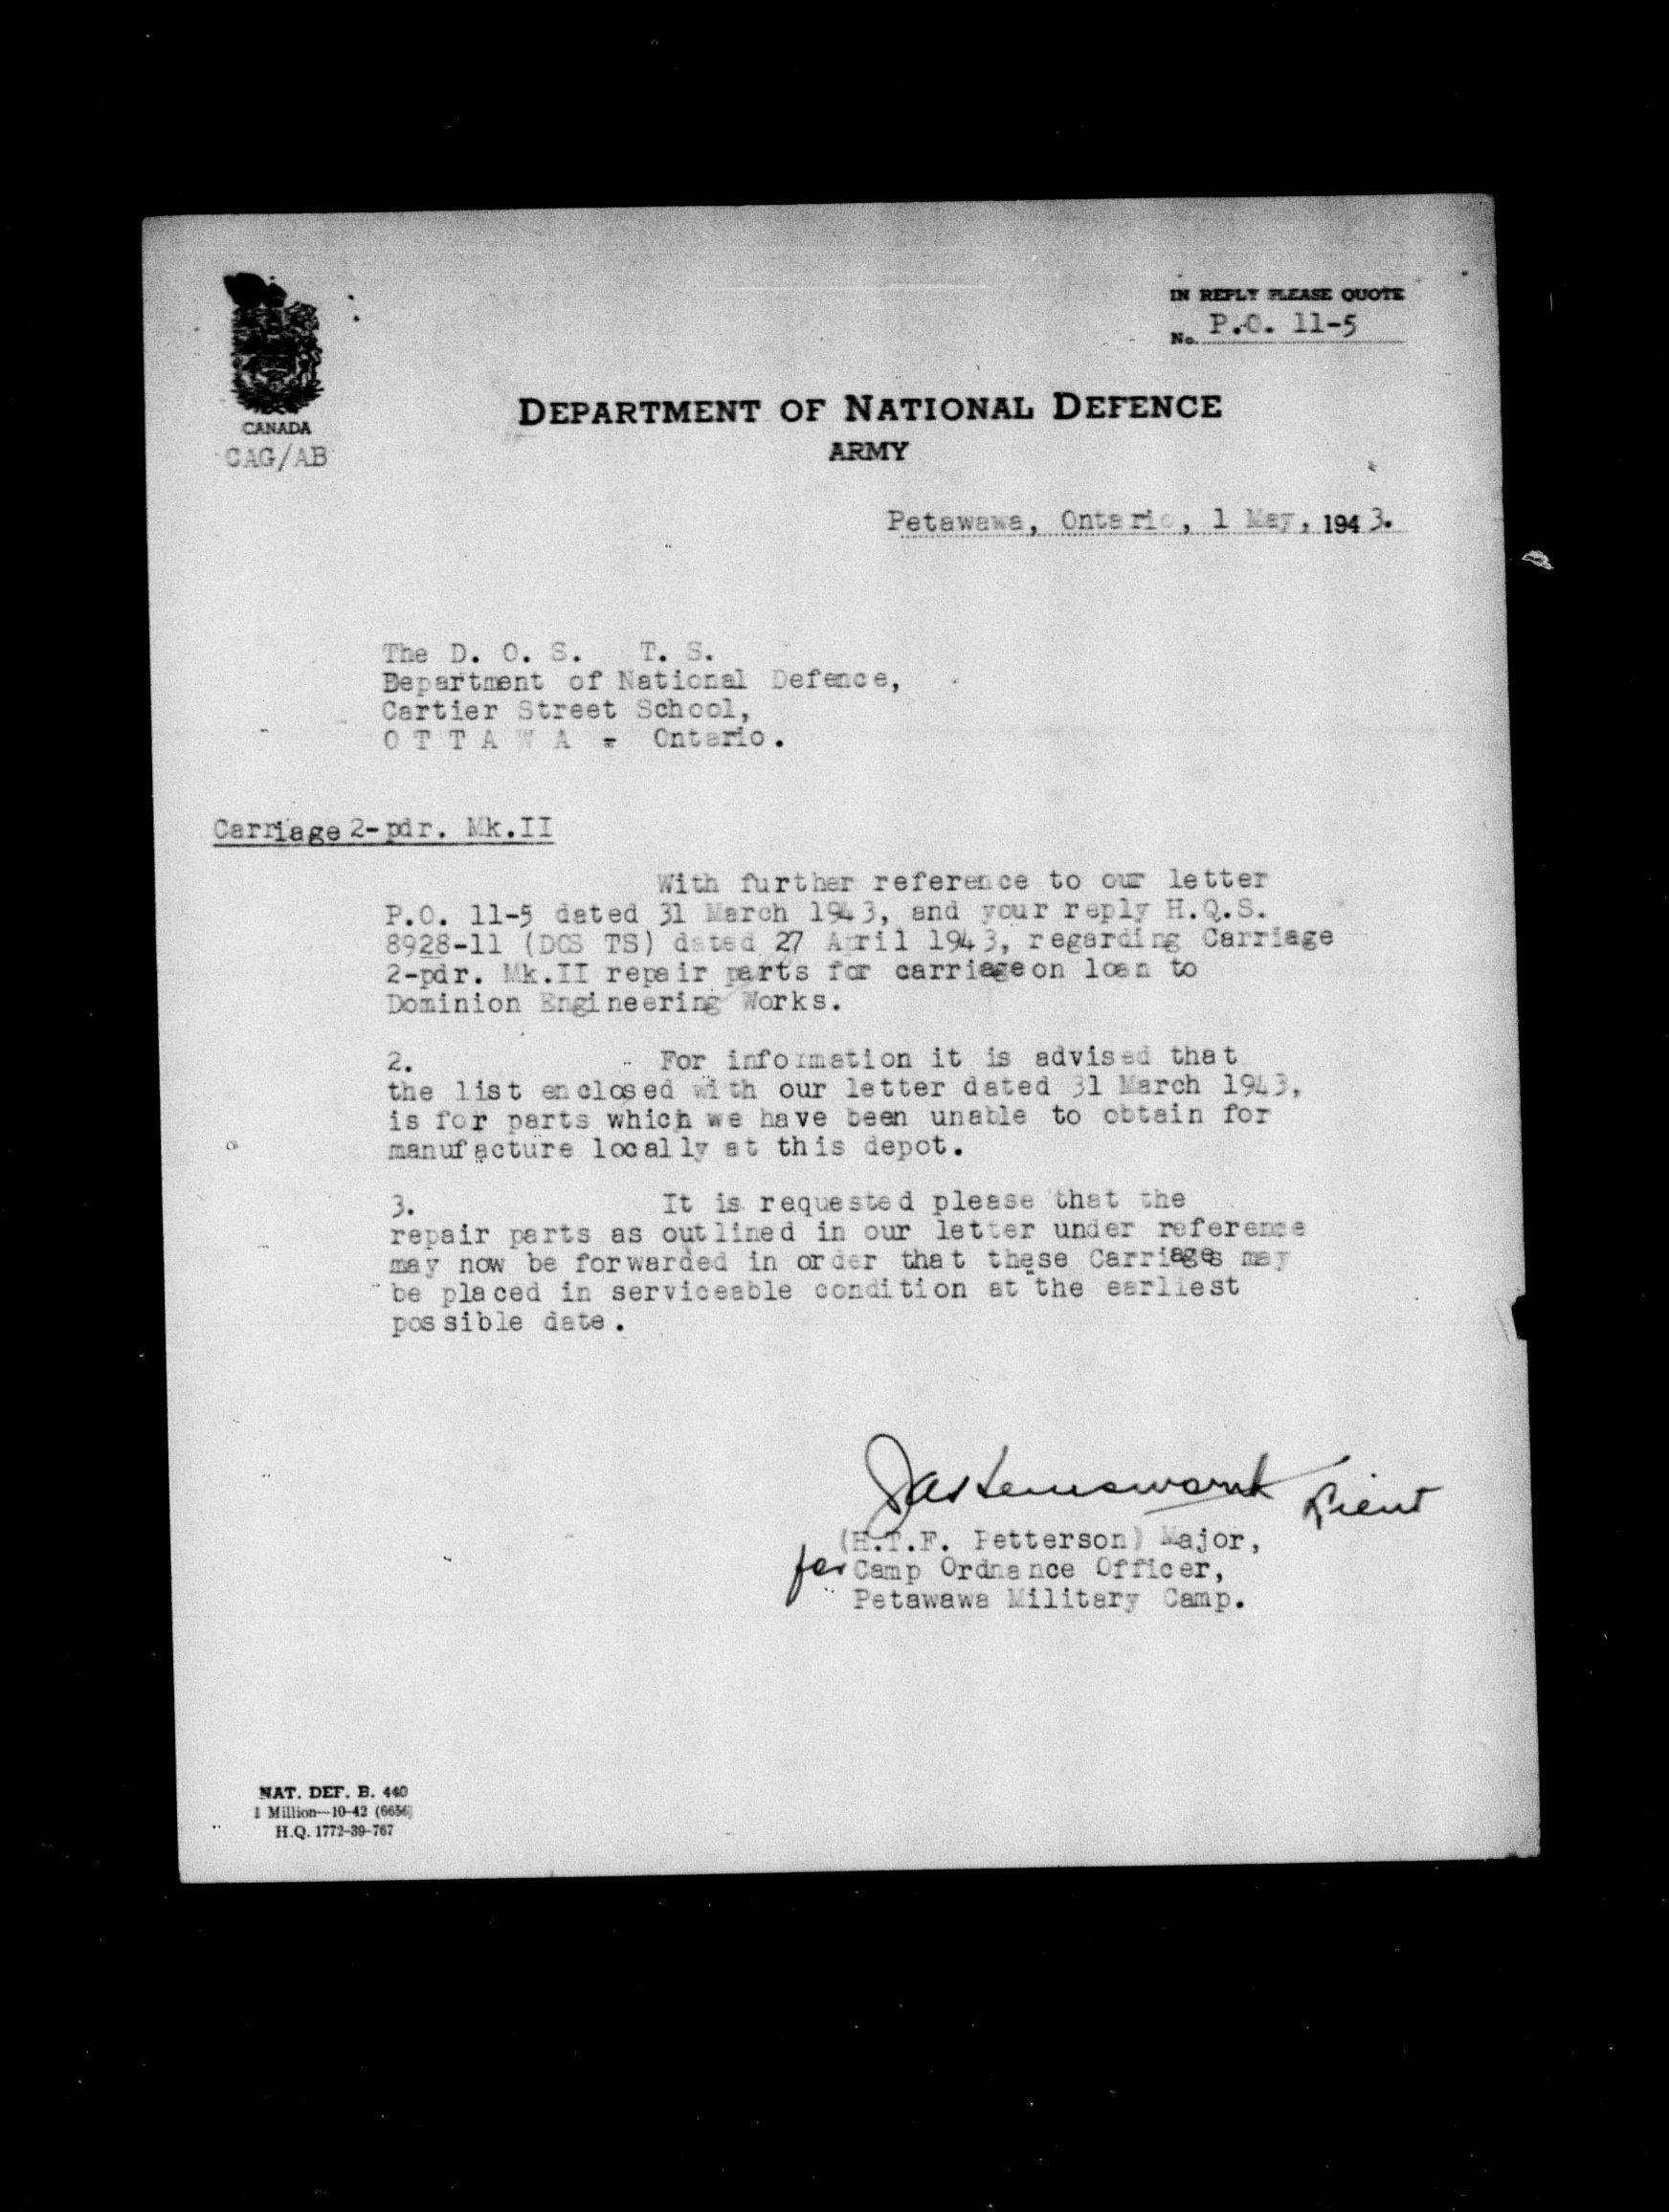 IN REPLY PLEASE QUOTE
No. P.O. 11-5
CANADA
CAG/AB
DEPARTMENT OF NATIONAL DEFENCE
ARMY
Petawawa, Ontario, 1 May, 1943.
The D. O. S. T. S.
Department of National Defence,
Cartier Street School,
O T T A W A - Ontario.
Carriage 2-pdr. Mk.II
With further reference to our letter
P.O. 11-5 dated 31 March 1943, and your reply H.Q.S.
8928-11 (DOS TS) dated 27 April 1943, regarding Carriage
2-pdr. Mk.II repair parts for carriage on loan to
Dominion Engineering Works.
2. For information it is advised that
the list enclosed with our letter dated 31 March 1943,
is for parts which we have been unable to obtain for
manufacture locally at this depot.
3. It is requested please that the
repair parts as outlined in our letter under reference
may now be forwarded in order that these Carriages may
be placed in serviceable condition at the earliest
possible date.
Lieut
(H.T.F. Petterson) Major,
for Camp Ordnance Officer,
Petawawa Military Camp.
NAT. DEF. B. 440
1 Million—10-42 (6656)
H.Q. 1772-39-767